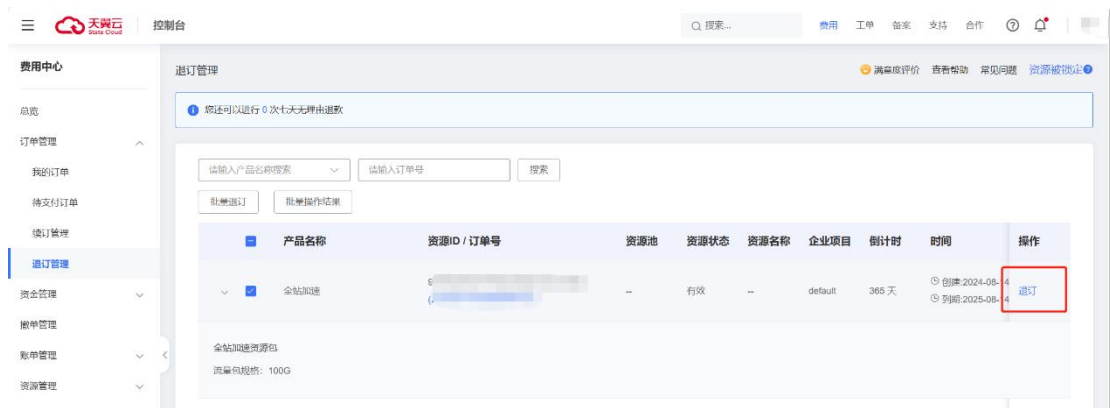 天翼云
State Cloud
控制台
搜索...
费用
工单
备案
支持
合作
费用中心
退订管理
满意度评价
查看帮助
常见问题
资源被锁定
总览
您还可以进行 0 次七天无理由退款
订单管理
我的订单
待支付订单
续订管理
退订管理
资金管理
撤单管理
账单管理
资源管理
请输入产品名称搜索
请输入订单号
搜索
批量退订
批量操作结果
产品名称
资源ID / 订单号
资源池
资源状态
资源名称
企业项目
倒计时
时间
操作
全站加速
--
有效
--
default
365 天
创建:2024-08-14
到期:2025-08-14
退订
全站加速资源包
流量包规格: 100G